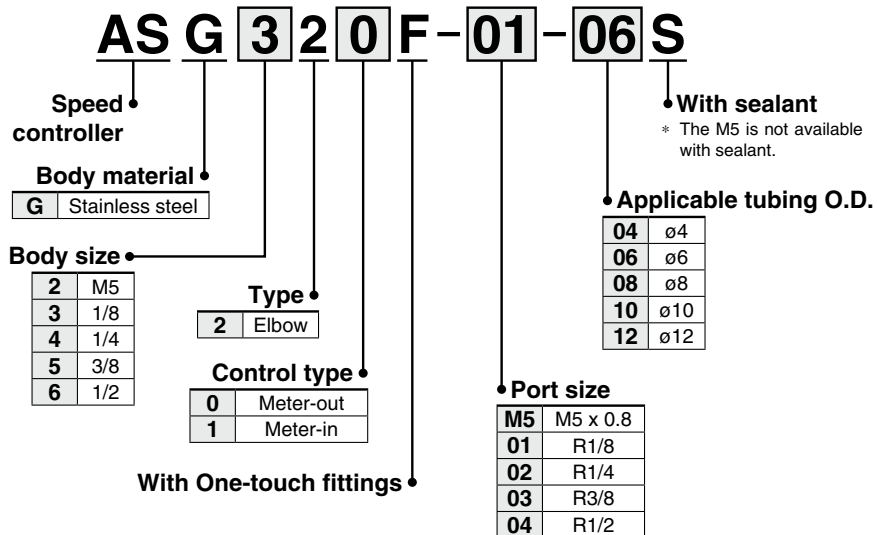 AS G 3 2 0 F - 01 - 06 S
Speed
controller
With sealant
* The M5 is not available
with sealant.
Body material
G Stainless steel
Applicable tubing O.D.
04 ø4
06 ø6
08 ø8
10 ø10
12 ø12
Body size
2 M5
3 1/8
4 1/4
5 3/8
6 1/2
Type
2 Elbow
Control type
0 Meter-out
1 Meter-in
Port size
M5 M5 x 0.8
01 R1/8
02 R1/4
03 R3/8
04 R1/2
With One-touch fittings